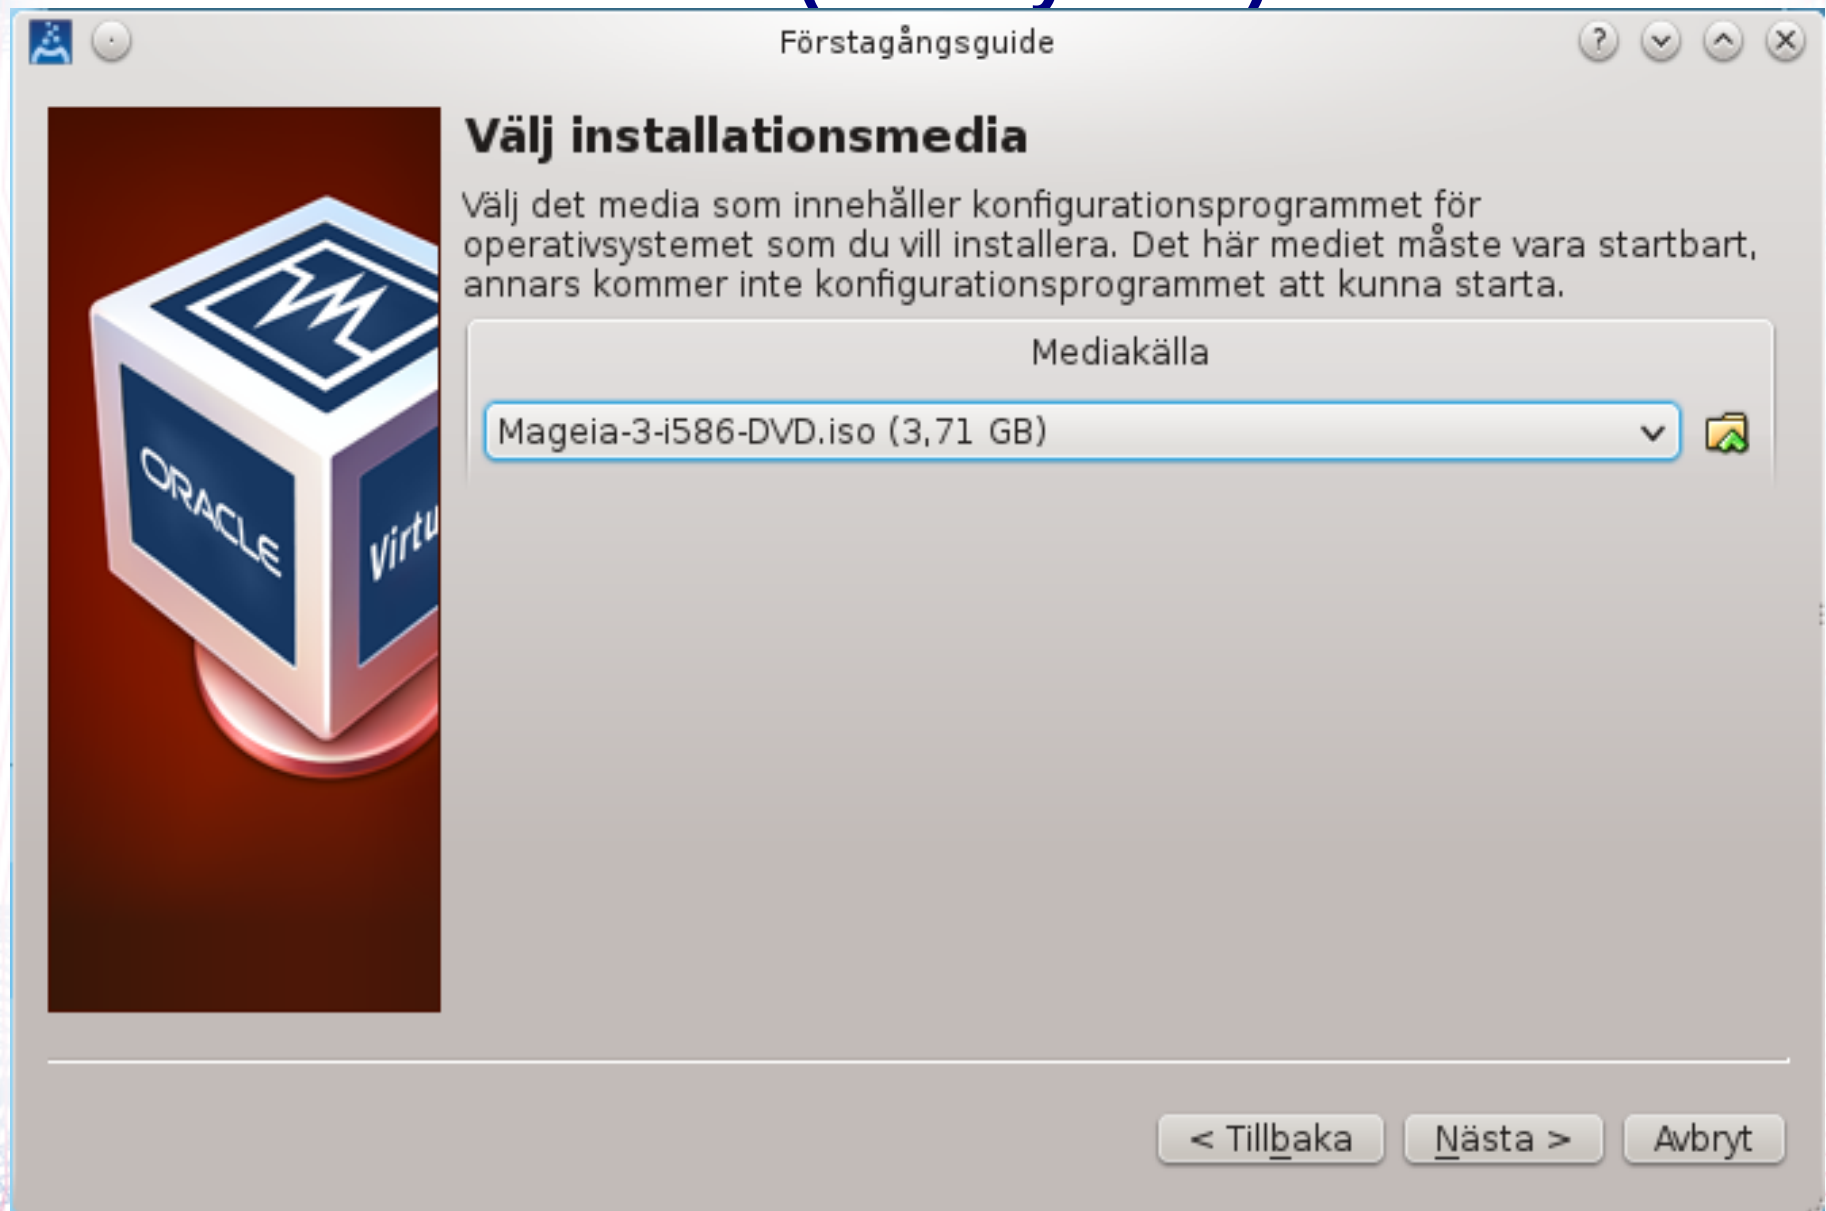 Förstagångsguide
Välj installationsmedia
Välj det media som innehåller konfigurationsprogrammet för
operativsystemet som du vill installera. Det här mediet måste vara startbart,
annars kommer inte konfigurationsprogrammet att kunna starta.
Mediakälla
Mageia-3-i586-DVD.iso (3,71 GB)
ORACLE
Virtu
< Tillbaka
Nästa >
Avbryt